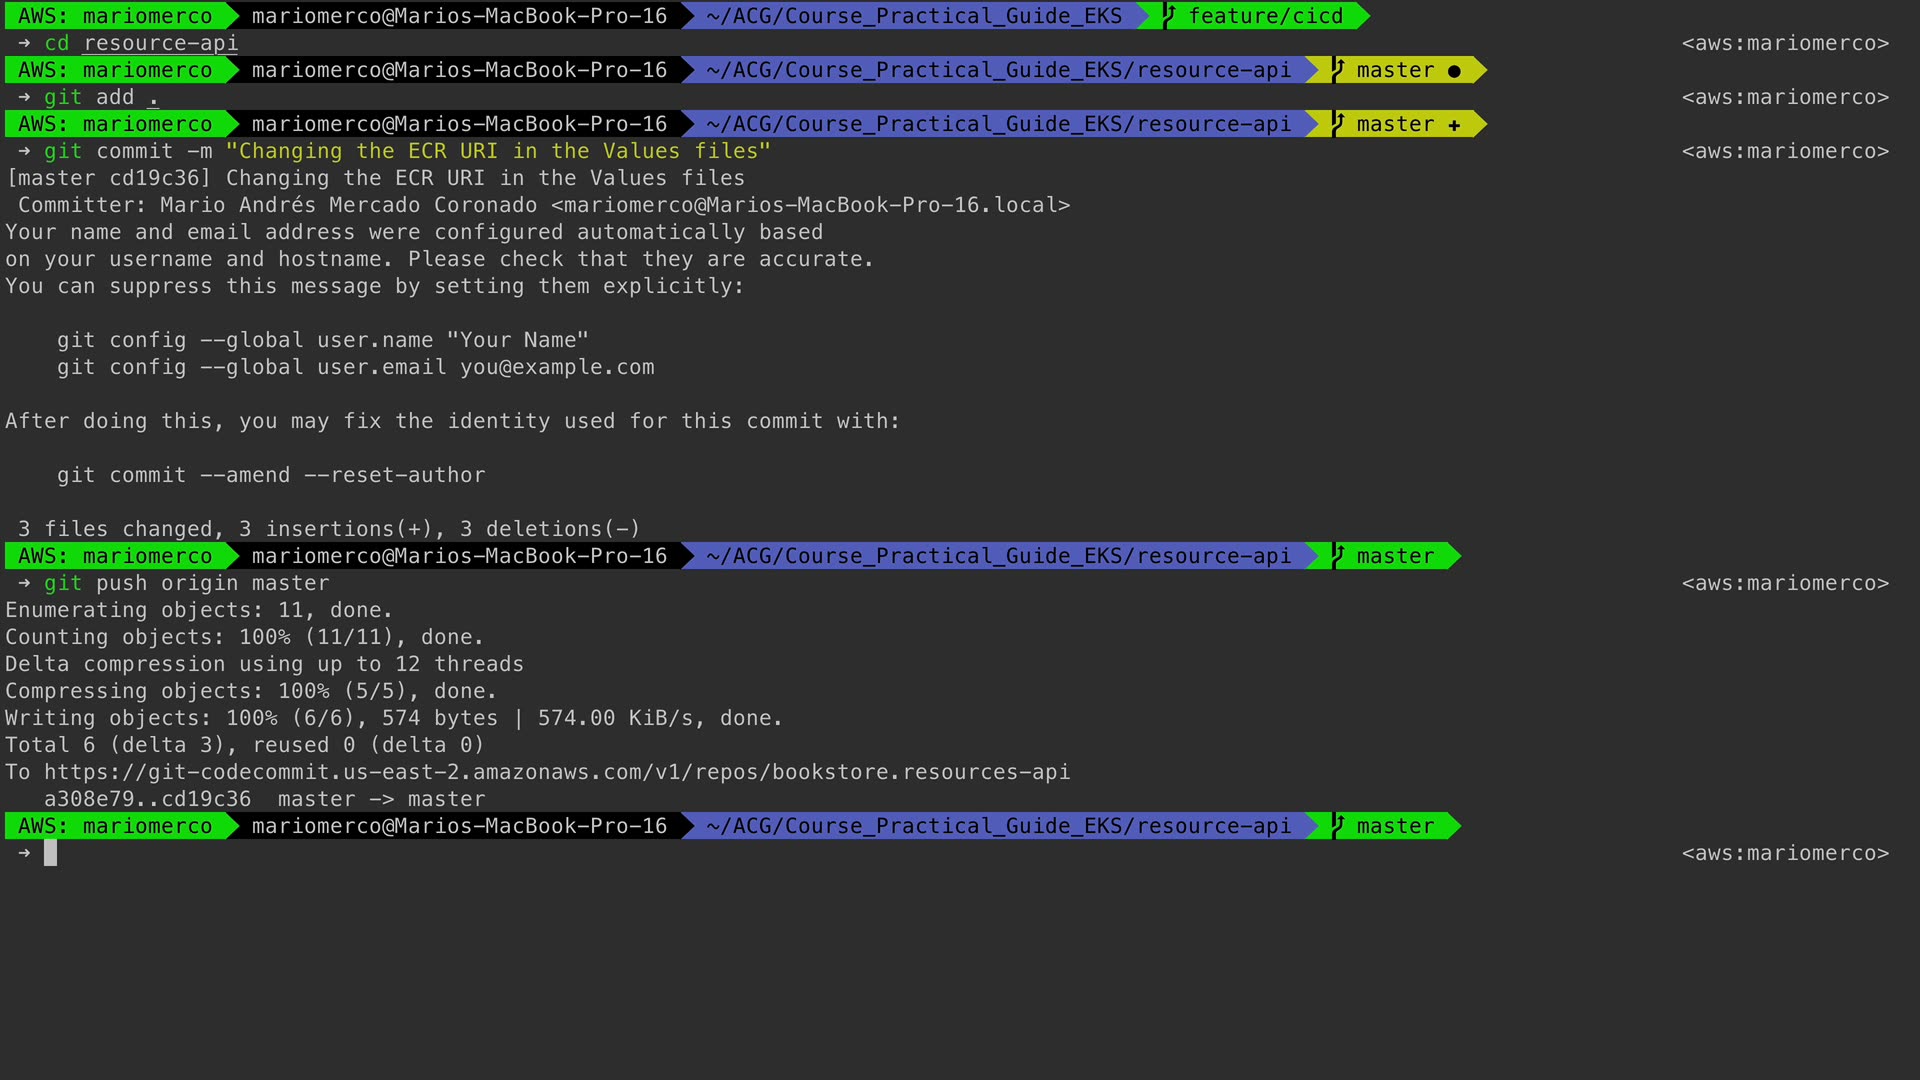 AWS: mariomerco mariomerco@Marios-MacBook-Pro-16 ~/ACG/Course_Practical_Guide_EKS feature/cicd
→ cd resource-api <aws:mariomerco>
AWS: mariomerco mariomerco@Marios-MacBook-Pro-16 ~/ACG/Course_Practical_Guide_EKS/resource-api master ●
→ git add . <aws:mariomerco>
AWS: mariomerco mariomerco@Marios-MacBook-Pro-16 ~/ACG/Course_Practical_Guide_EKS/resource-api master +
→ git commit -m "Changing the ECR URI in the Values files" <aws:mariomerco>
[master cd19c36] Changing the ECR URI in the Values files
Committer: Mario Andrés Mercado Coronado <mariomerco@Marios-MacBook-Pro-16.local>
Your name and email address were configured automatically based
on your username and hostname. Please check that they are accurate.
You can suppress this message by setting them explicitly:
git config --global user.name "Your Name"
git config --global user.email you@example.com
After doing this, you may fix the identity used for this commit with:
git commit --amend --reset-author
3 files changed, 3 insertions(+), 3 deletions(-)
AWS: mariomerco mariomerco@Marios-MacBook-Pro-16 ~/ACG/Course_Practical_Guide_EKS/resource-api master
→ git push origin master <aws:mariomerco>
Enumerating objects: 11, done.
Counting objects: 100% (11/11), done.
Delta compression using up to 12 threads
Compressing objects: 100% (5/5), done.
Writing objects: 100% (6/6), 574 bytes | 574.00 KiB/s, done.
Total 6 (delta 3), reused 0 (delta 0)
To https://git-codecommit.us-east-2.amazonaws.com/v1/repos/bookstore.resources-api
a308e79..cd19c36  master -> master
AWS: mariomerco mariomerco@Marios-MacBook-Pro-16 ~/ACG/Course_Practical_Guide_EKS/resource-api master
→ <aws:mariomerco>